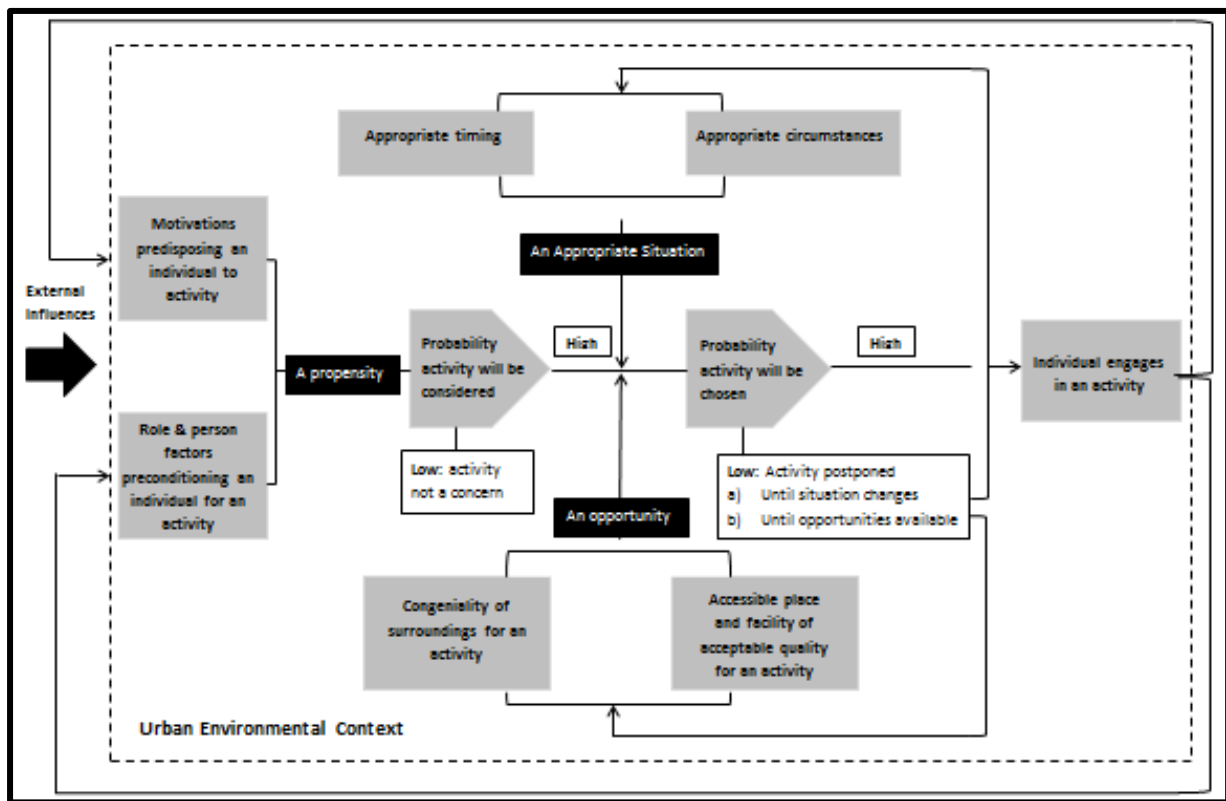 Appropriate timing
Appropriate circumstances
Motivations
predisposing an
individual to
activity
An Appropriate Situation
External
Influences
Probability
activity will be
considered
High
Probability
activity will be
chosen
High
Individual engages
in an activity
A propensity
Role & person
factors
preconditioning an
individual for an
activity
Low: activity
not a concern
Low: Activity postponed
a) Until situation changes
b) Until opportunities available
An opportunity
Congeniality of
surroundings for an
activity
Accessible place
and facility of
acceptable quality
for an activity
Urban Environmental Context